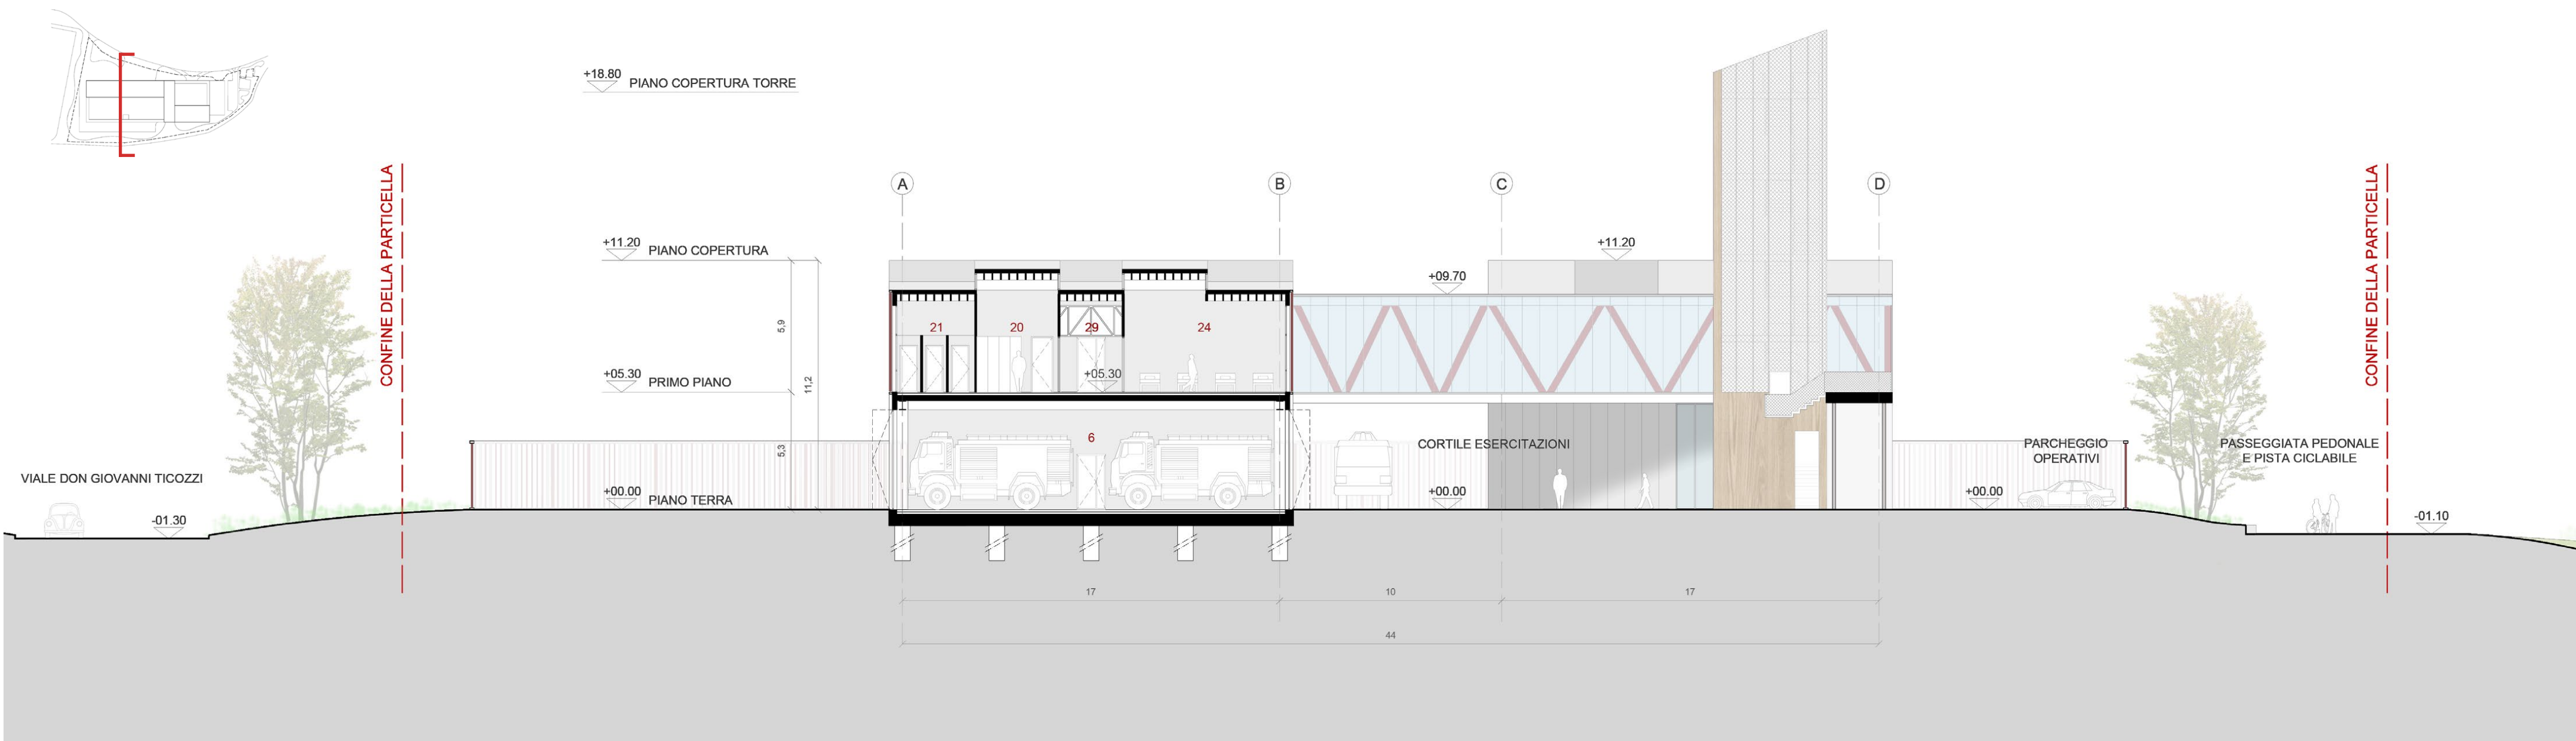 +18.80
PIANO COPERTURA TORRE
CONFINE DELLA PARTICELLA
CONFINE DELLA PARTICELLA
A
B
C
D
+11.20
PIANO COPERTURA
+11.20
+09.70
5,9
11,2
21
20
29
24
+05.30
PRIMO PIANO
+05.30
6
5,3
CORTILE ESERCITAZIONI
PARCHEGGIO
OPERATIVI
PASSEGGIATA PEDONALE
E PISTA CICLABILE
VIALE DON GIOVANNI TICOZZI
+00.00
PIANO TERRA
+00.00
+00.00
-01.30
-01.10
17
10
17
44